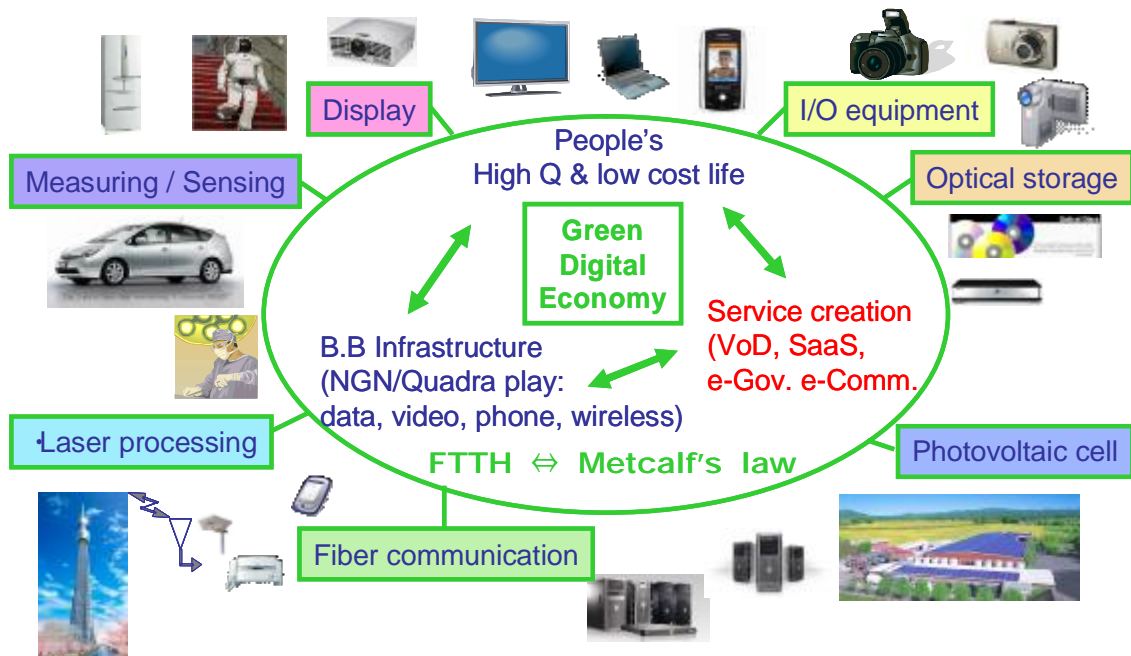 Display
I/O equipment
People's
High Q & low cost life
Measuring / Sensing
Optical storage
Green
Digital
Economy
Service creation
(VoD, SaaS,
e-Gov. e-Comm.
B.B Infrastructure
(NGN/Quadra play:
data, video, phone, wireless)
·Laser processing
Photovoltaic cell
FTTH ⇔ Metcalf's law
Fiber communication